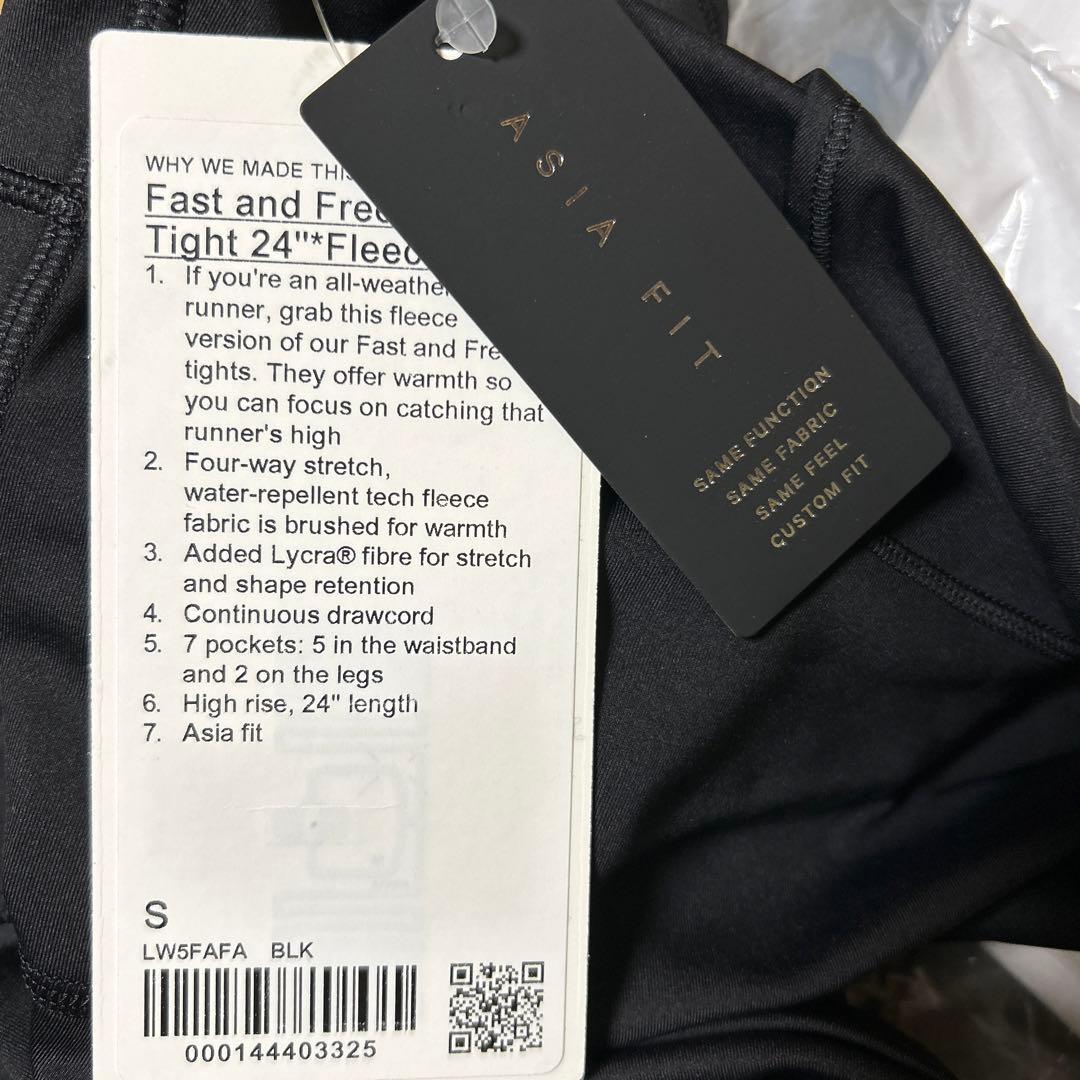 WHY WE MADE THIS
Fast and Free
Tight 24"*Fleec
1. If you're an all-weather
runner, grab this fleece
version of our Fast and Fre
tights. They offer warmth so
you can focus on catching that
runner's high
2. Four-way stretch,
water-repellent tech fleece
fabric is brushed for warmth
3. Added Lycra® fibre for stretch
and shape retention
4. Continuous drawcord
5. 7 pockets: 5 in the waistband
and 2 on the legs
6. High rise, 24" length
7. Asia fit
S
LW5FAFA BLK
000144403325
ASIA FIT
SAME FUNCTION
SAME FABRIC
SAME FEEL
CUSTOM FIT